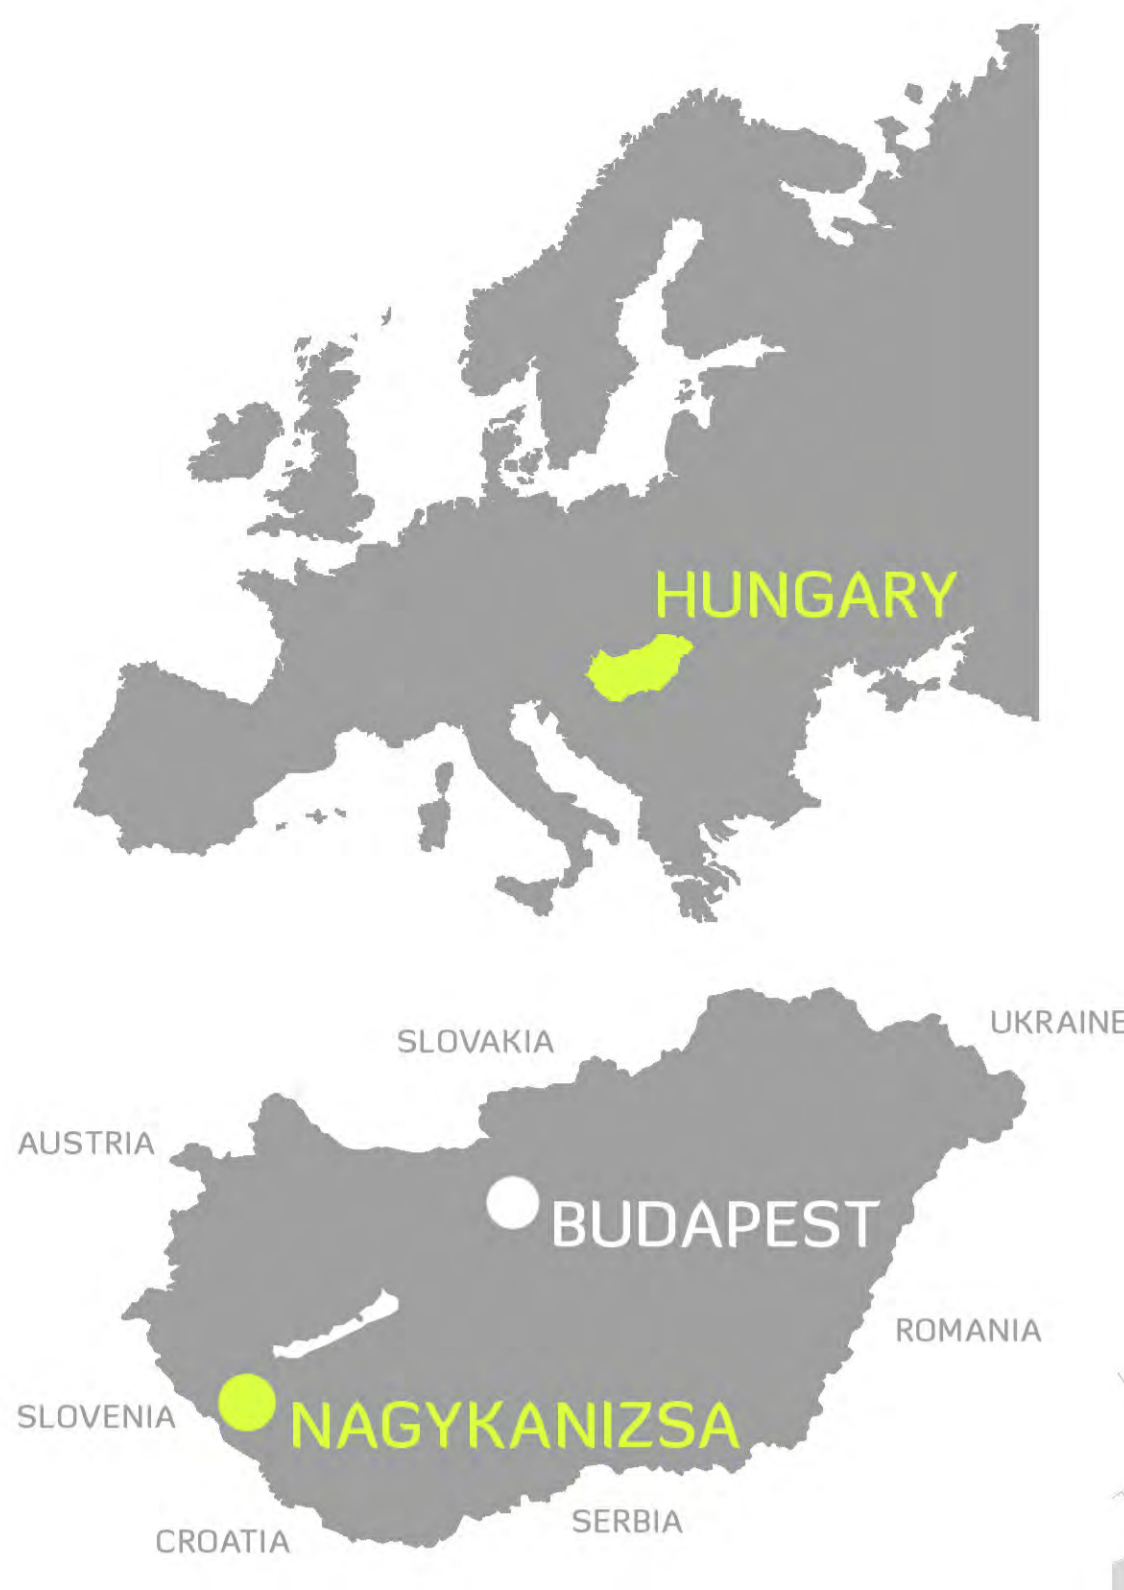 HUNGARY
SLOVAKIA
UKRAINE
AUSTRIA
BUDAPEST
ROMANIA
SLOVENIA
NAGYKANIZSA
SERBIA
CROATIA